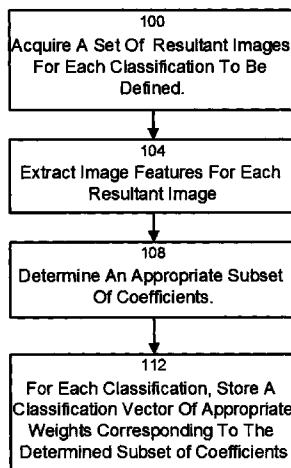 100
Acquire A Set Of Resultant Images
For Each Classification To Be
Defined.
104
Extract Image Features For Each
Resultant Image
108
Determine An Appropriate Subset
Of Coefficients.
112
For Each Classification, Store A
Classification Vector Of Appropriate
Weights Corresponding To The
Determined Subset of Coefficients